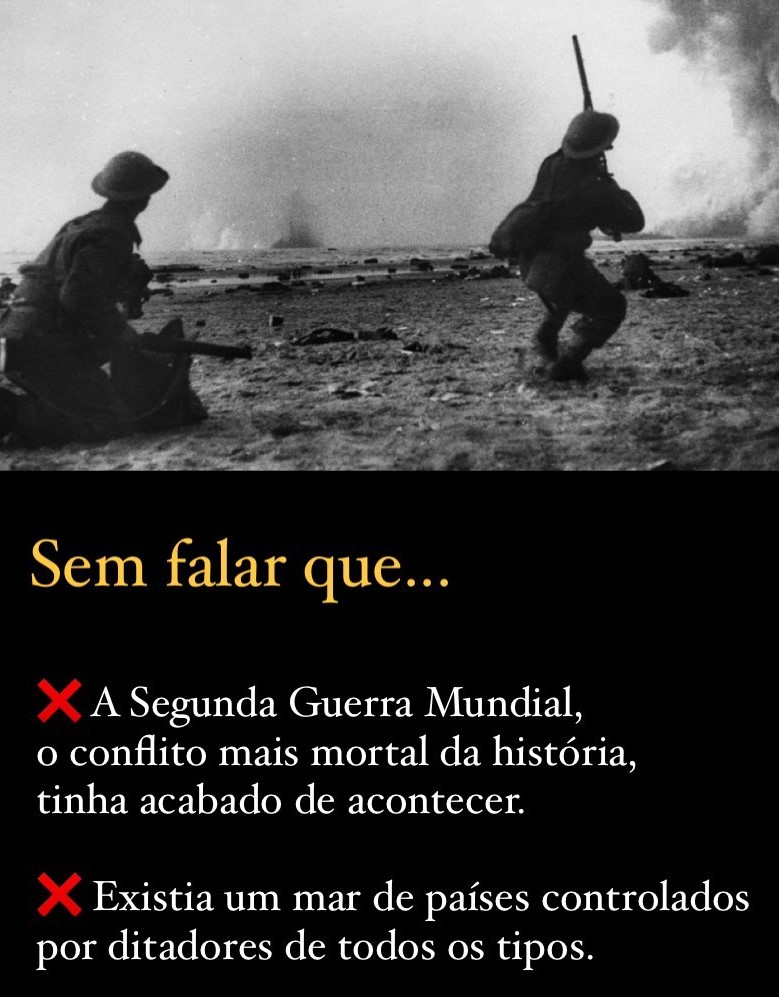 Sem falar que...
❌ A Segunda Guerra Mundial,
o conflito mais mortal da história,
tinha acabado de acontecer.
❌ Existia um mar de países controlados
por ditadores de todos os tipos.